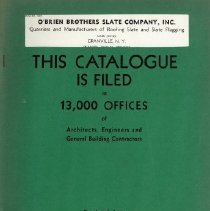 O'BRIEN BROTHERS SLATE COMPANY, INC.
Quarriers and Manufacturers of Roofing Slate and Slate Flagging
GRANVILLE, N. Y.
THIS CATALOGUE
IS FILED
in
13,000 OFFICES
of
Architects, Engineers and
General Building Contractors